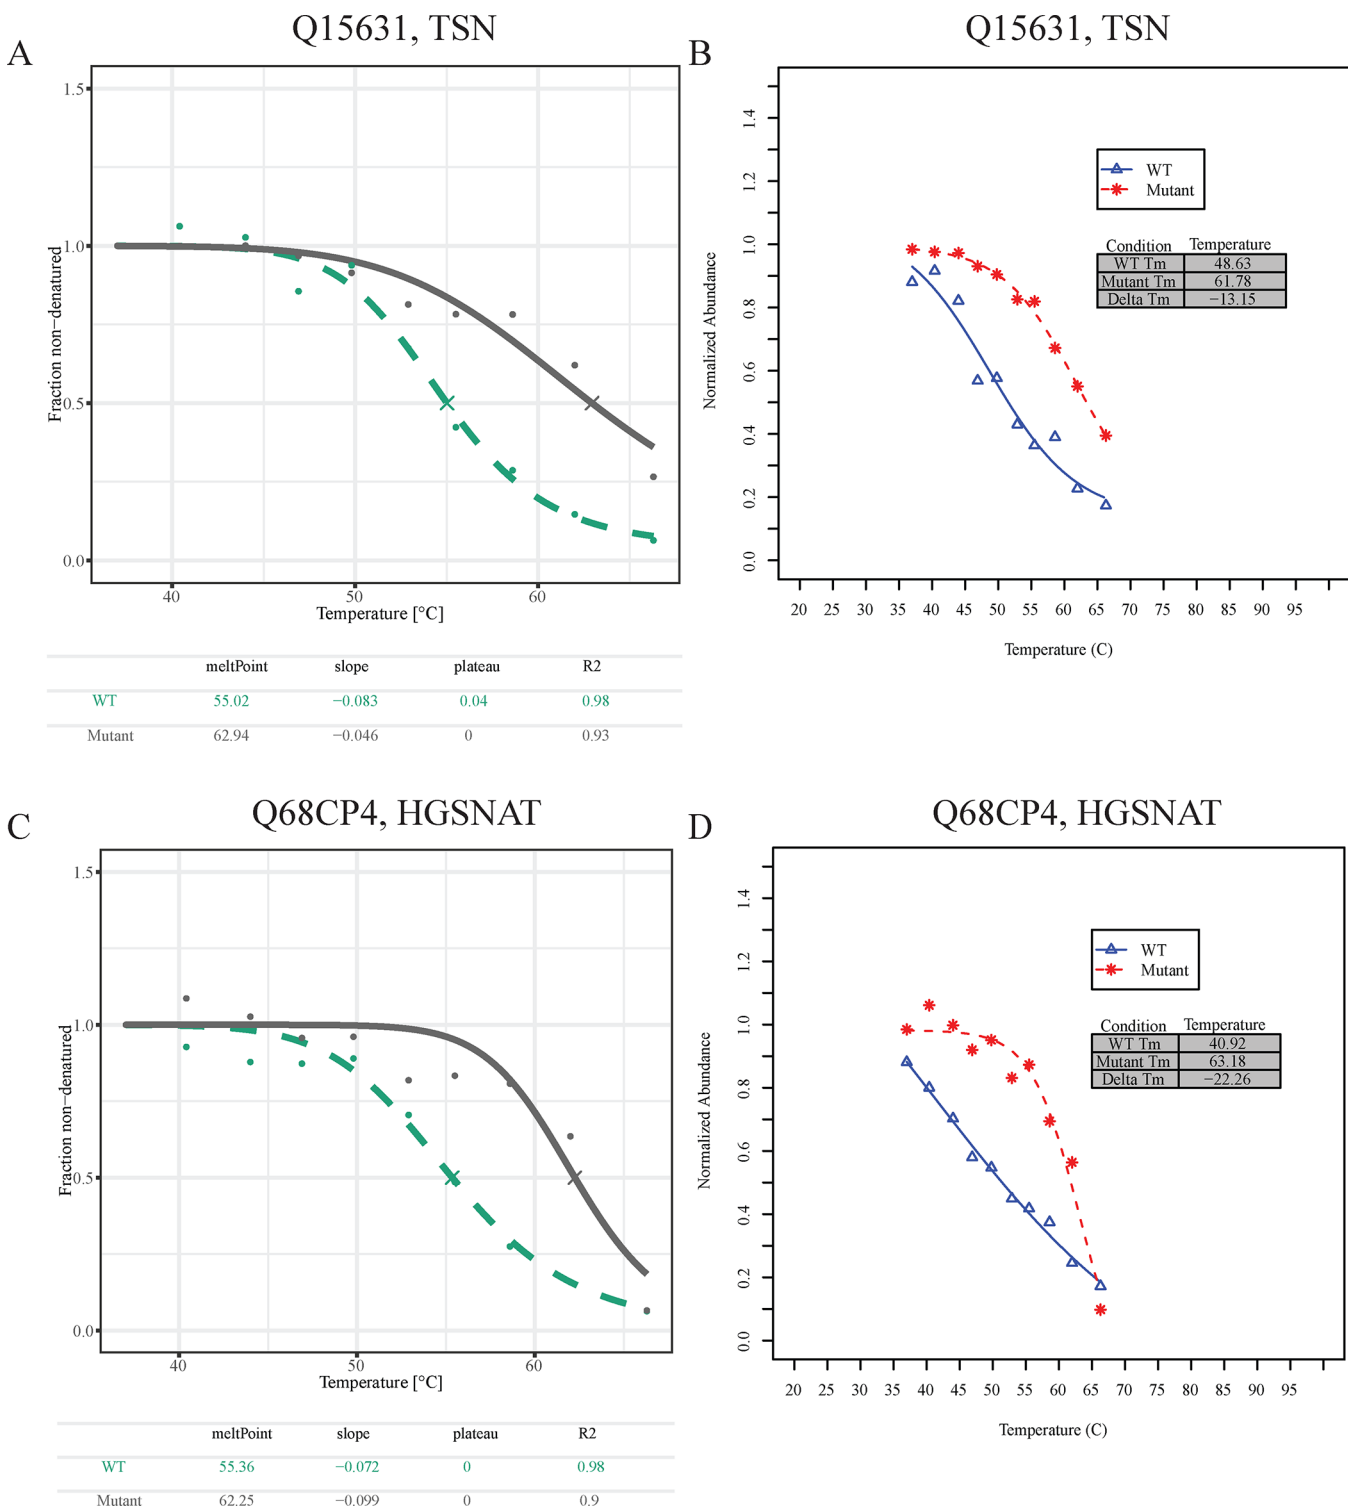 A
Q15631, TSN
1.5
1.0
0.5
0.0
Fraction non−denatured
40
50
60
Temperature [°C]
meltPoint slope plateau R2
WT 55.02 −0.083 0.04 0.98
Mutant 62.94 −0.046 0 0.93
B
Q15631, TSN
1.4
1.2
1.0
0.8
0.6
0.4
0.2
0.0
Normalized Abundance
WT
Mutant
Condition Temperature
WT Tm 48.63
Mutant Tm 61.78
Delta Tm −13.15
20 25 30 35 40 45 50 55 60 65 70 75 80 85 90 95
Temperature (C)
C
Q68CP4, HGSNAT
1.5
1.0
0.5
0.0
Fraction non−denatured
40
50
60
Temperature [°C]
meltPoint slope plateau R2
WT 55.36 −0.072 0 0.98
Mutant 62.25 −0.099 0 0.9
D
Q68CP4, HGSNAT
1.4
1.2
1.0
0.8
0.6
0.4
0.2
0.0
Normalized Abundance
WT
Mutant
Condition Temperature
WT Tm 40.92
Mutant Tm 63.18
Delta Tm −22.26
20 25 30 35 40 45 50 55 60 65 70 75 80 85 90 95
Temperature (C)